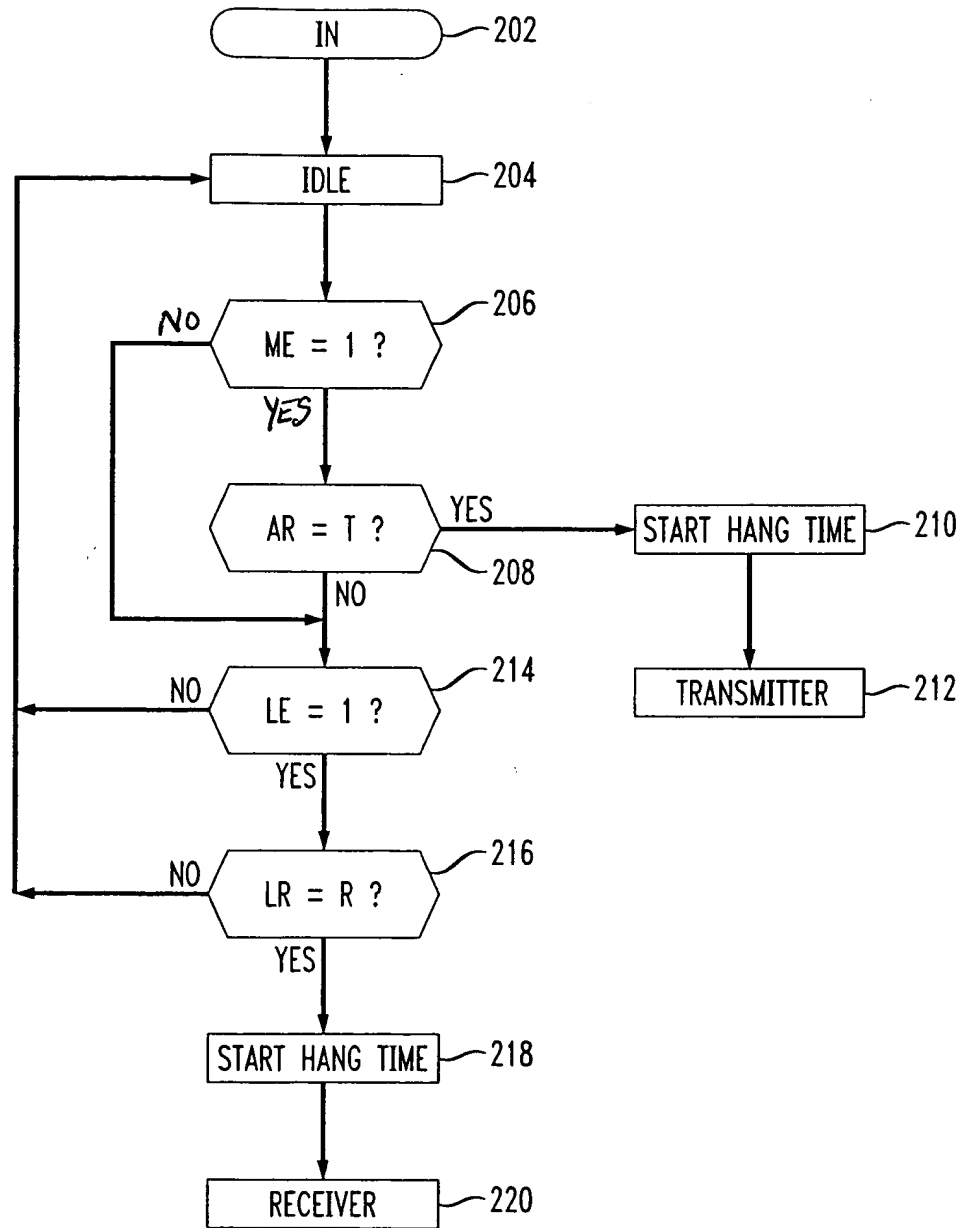 IN
202
IDLE
204
206
NO
ME = 1 ?
YES
AR = T ?
YES
START HANG TIME
210
208
NO
214
NO
LE = 1 ?
TRANSMITTER
212
YES
216
NO
LR = R ?
YES
START HANG TIME
218
RECEIVER
220